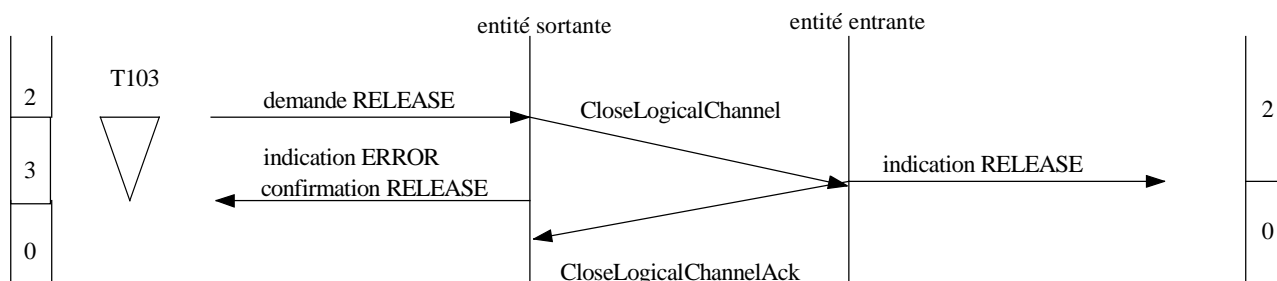 entité sortante
entité entrante
T103
2
demande RELEASE
CloseLogicalChannel
2
indication ERROR
3
confirmation RELEASE
indication RELEASE
0
0
CloseLogicalChannelAck